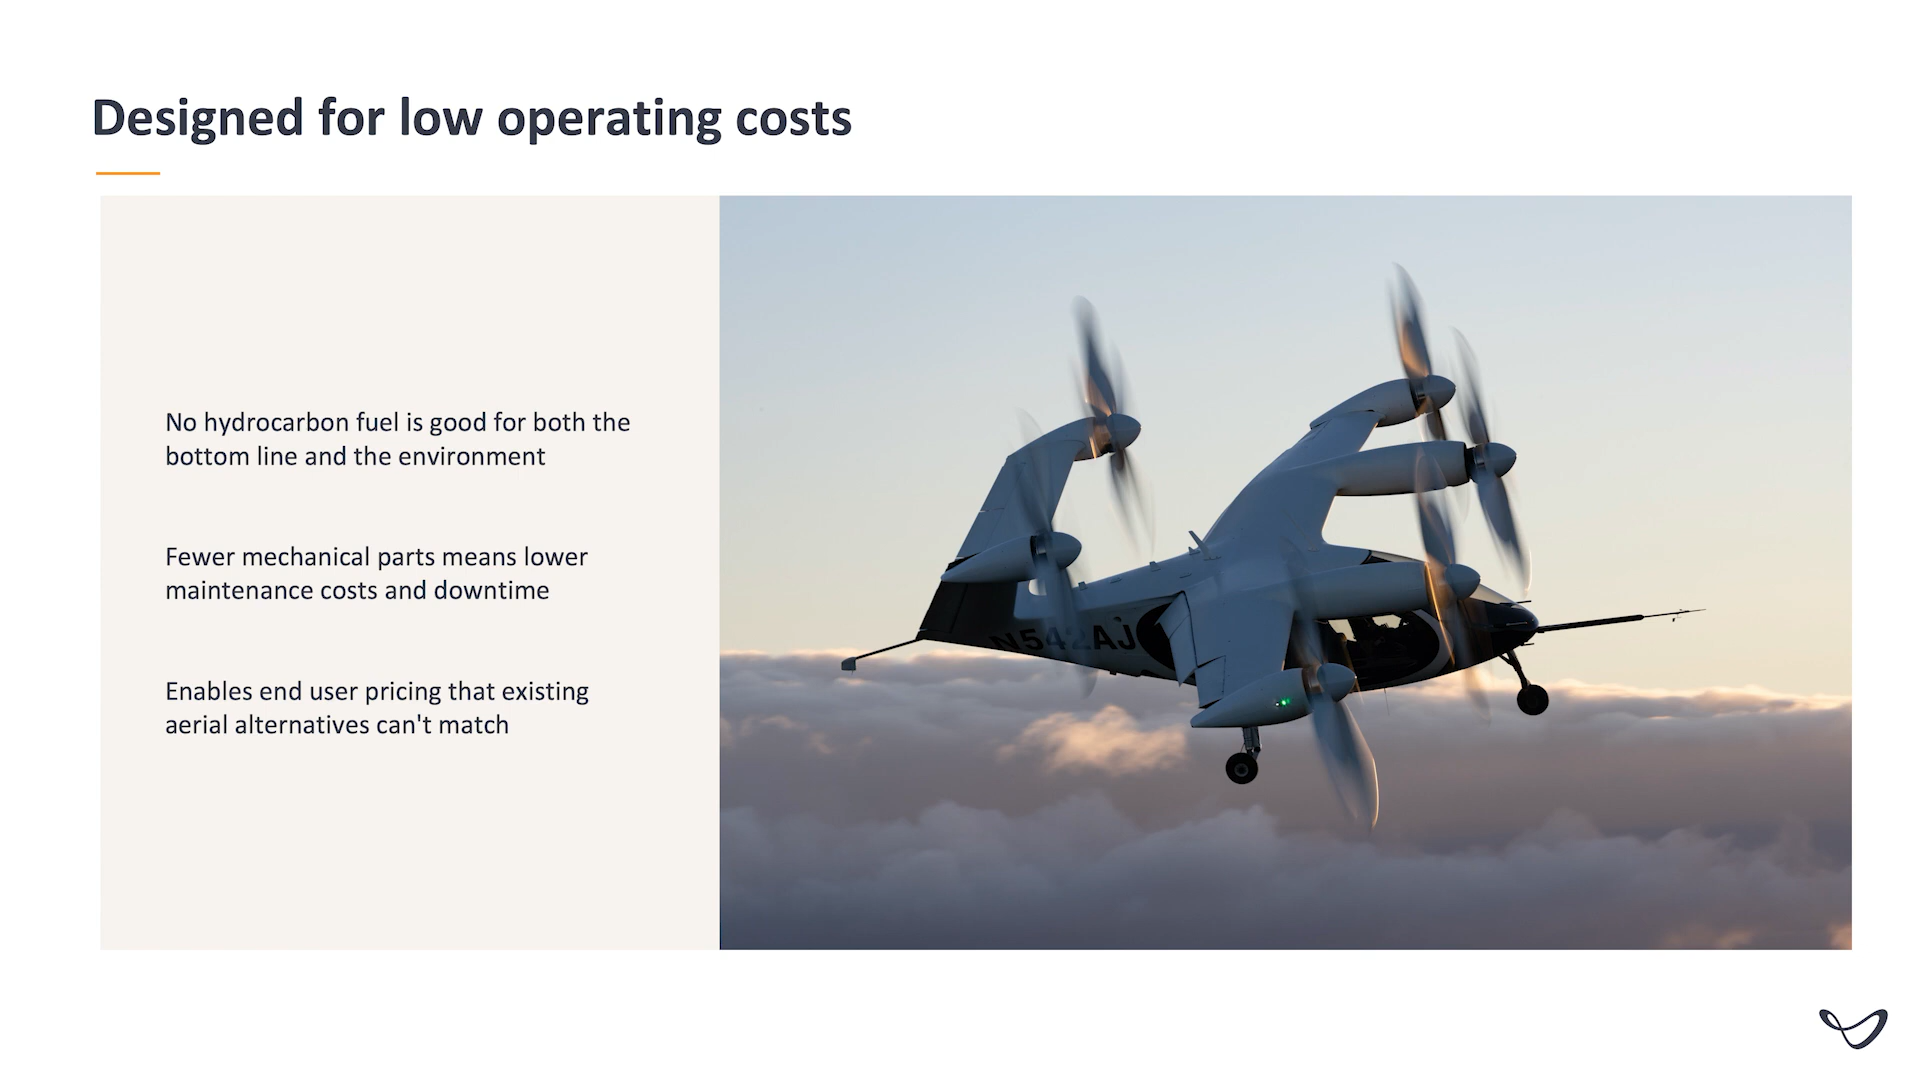 Designed for low operating costs
No hydrocarbon fuel is good for both the
bottom line and the environment
Fewer mechanical parts means lower
maintenance costs and downtime
Enables end user pricing that existing
aerial alternatives can't match
N542AJ